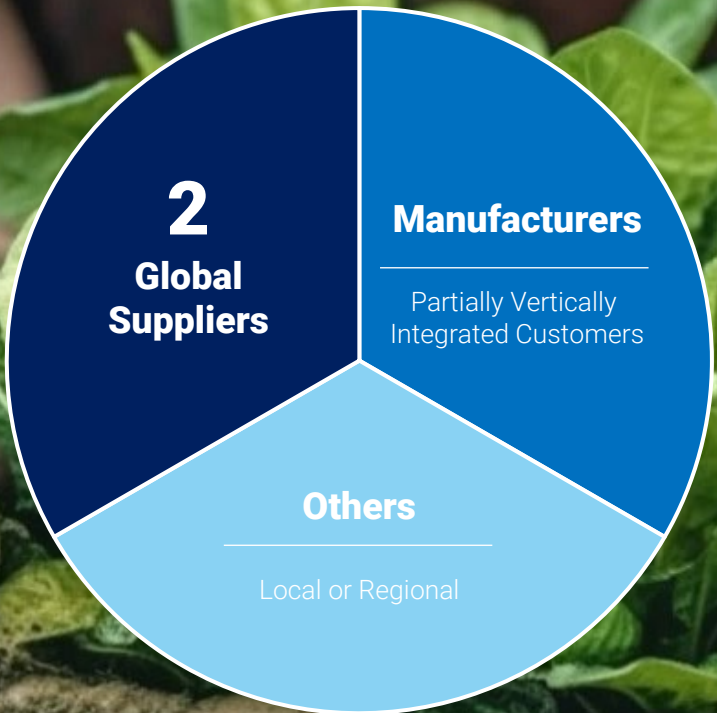 2
Global
Suppliers
Manufacturers
Partially Vertically
Integrated Customers
Others
Local or Regional